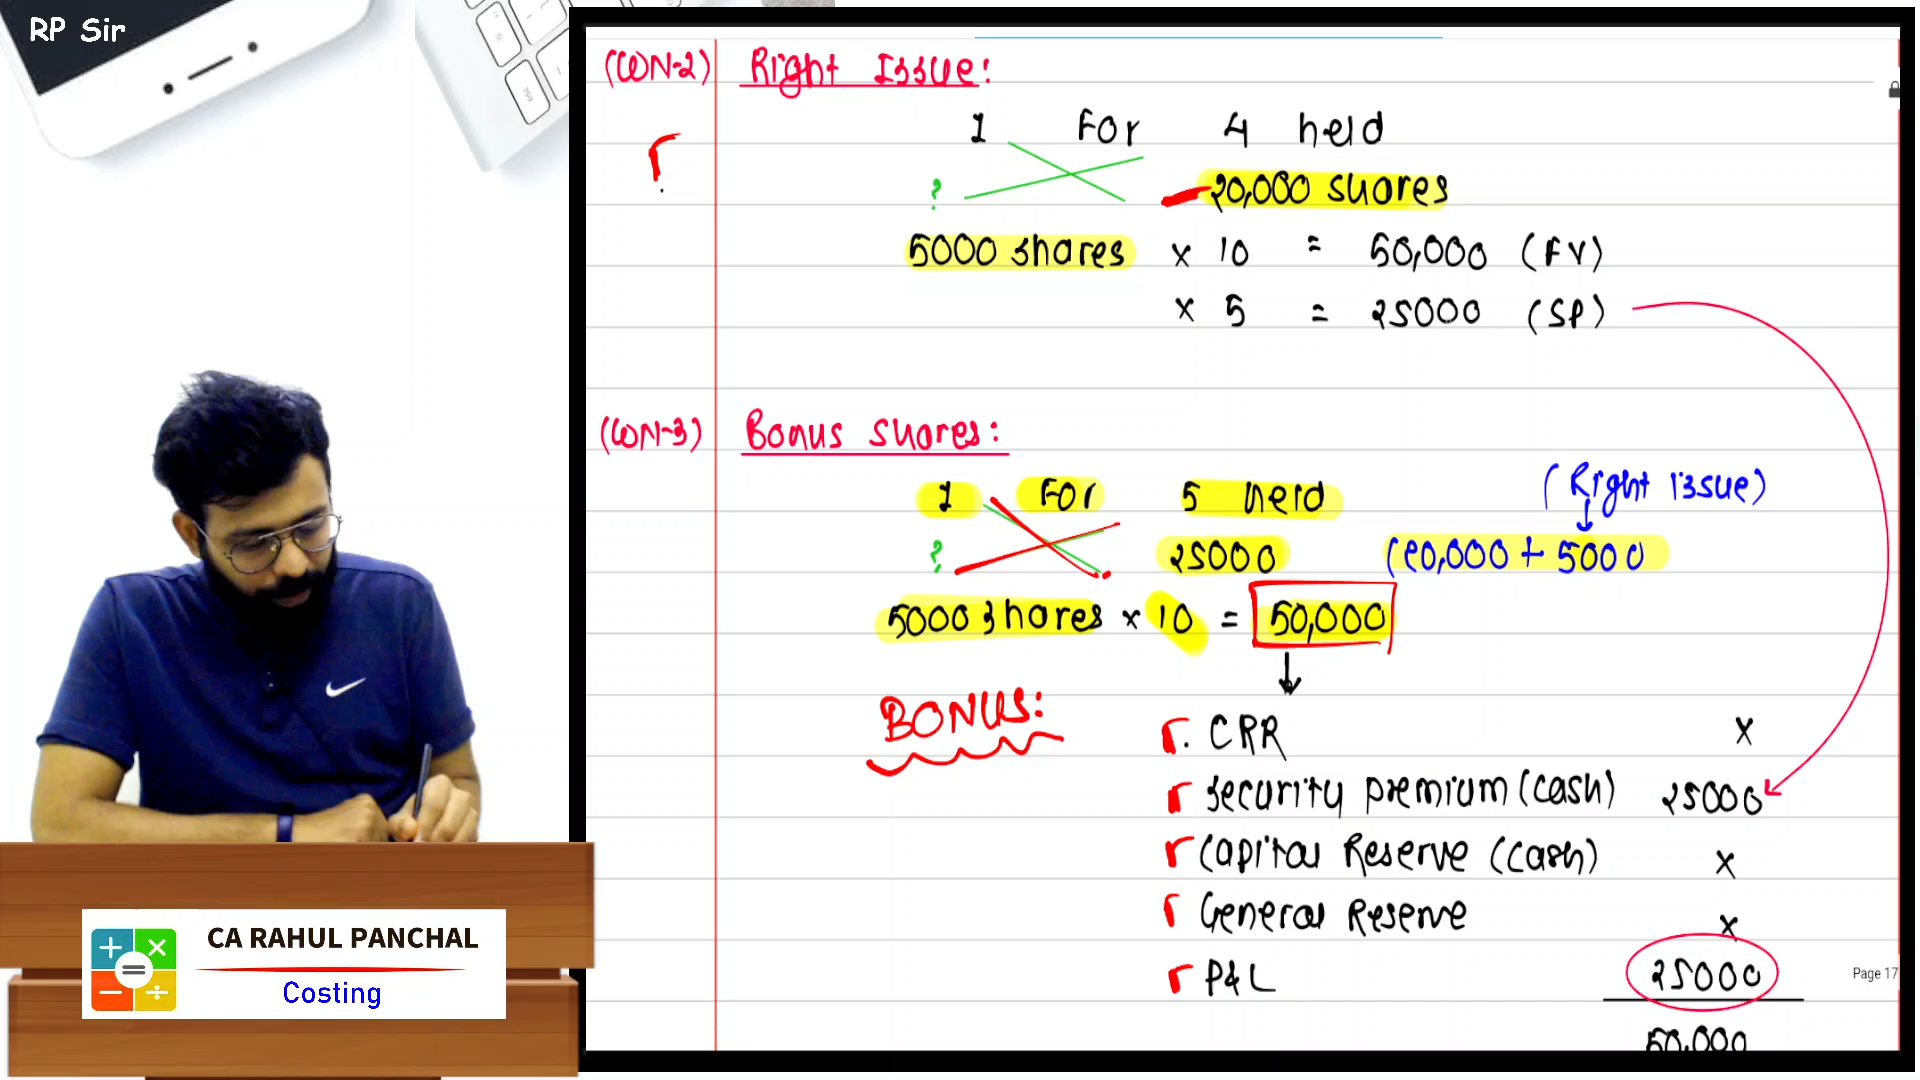 RP Sir
(WN-2) Right Issue:
1 For 4 held
? 20,000 shares
5000 shares x 10 = 50,000 (FV)
x 5 = 25000 (SP)
(WN-3) Bonus Shares:
1 For 5 held (Right issue)
? 25000 (20,000 + 5000
5000 shares x 10 = 50,000
BONUS:
CRR x
Security premium (cash) 25000
Capital Reserve (cash) x
General Reserve x
P&L 25000
50,000
Page 17
CA RAHUL PANCHAL
Costing